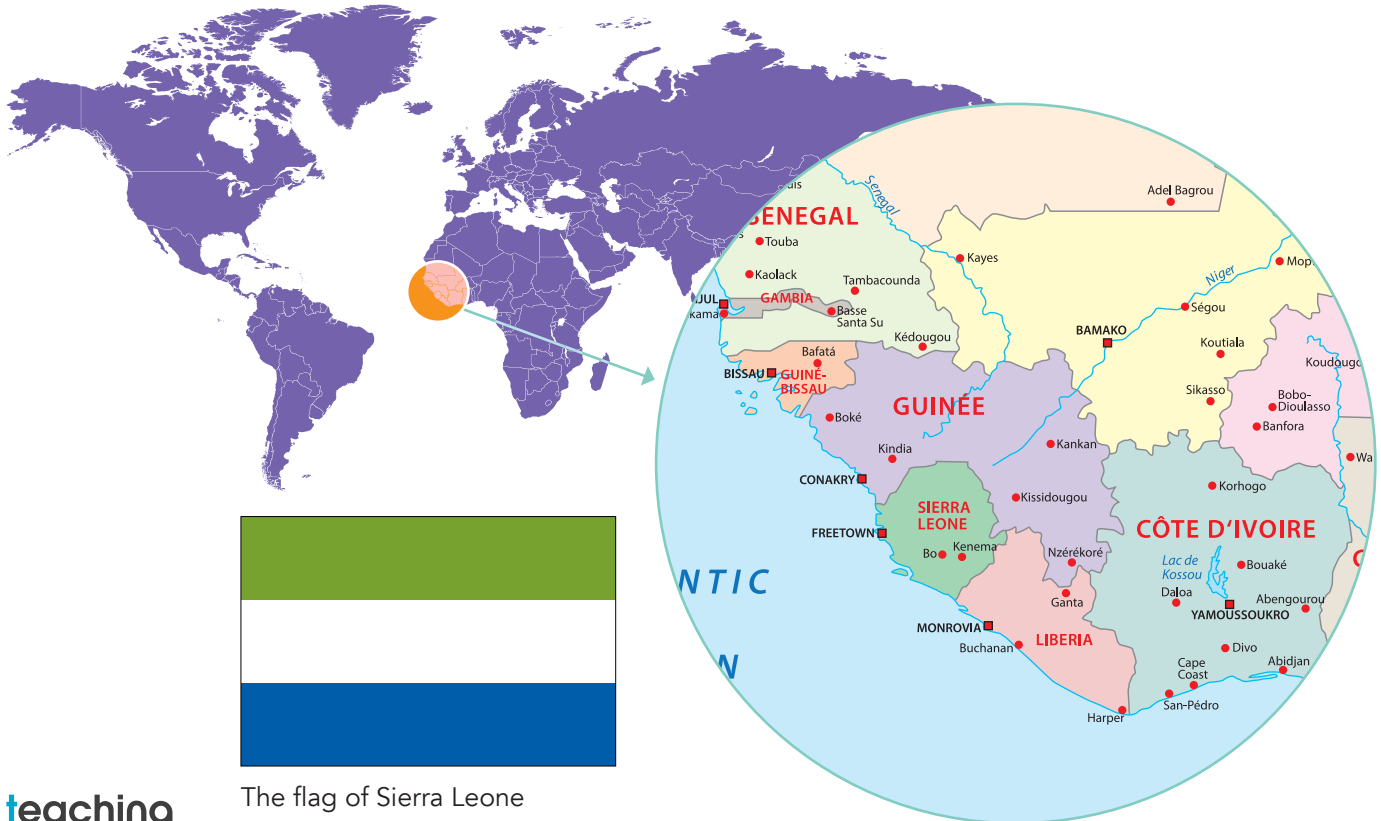 Adel Bagrou
Senegal
SENEGAL
Touba
Kayes
Niger
Kaolack
Tambacounda
GAMBIA
Basse
Santa Su
Ségou
BAMAKO
Kédougou
Koutiala
Bafatá
BISSAU
GUINÉ-
BISSAU
Sikasso
Bobo-
Dioulasso
Banfora
GUINÉE
Boké
Kindia
Kankan
CONAKRY
Kissidougou
Korhogo
SIERRA
LEONE
FREETOWN
Bo
Kenema
Nzérékoré
CÔTE D'IVOIRE
Lac de
Kossou
Bouaké
NTIC
Daloa
Abengourou
YAMOUSSOUKRO
Ganta
MONROVIA
LIBERIA
Buchanan
Divo
Abidjan
N
Cape
Coast
San-Pédro
Harper
teaching
The flag of Sierra Leone